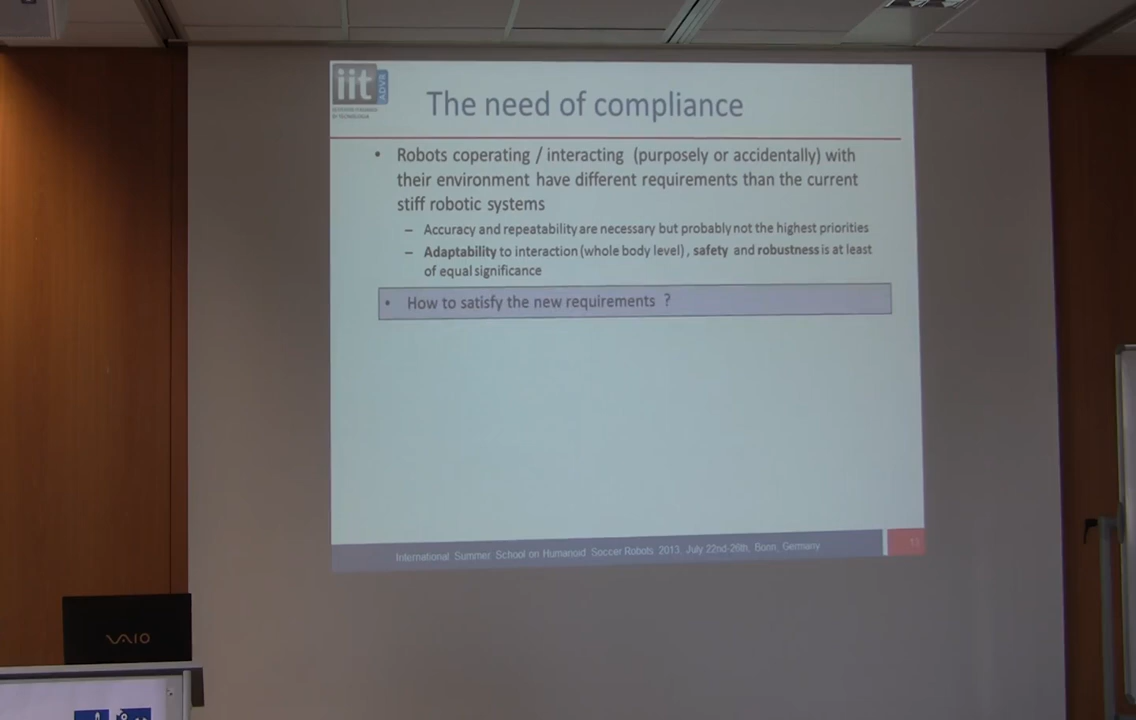 iit
ADVR
The need of compliance
• Robots coperating / interacting (purposely or accidentally) with
their environment have different requirements than the current
stiff robotic systems
– Accuracy and repeatability are necessary but probably not the highest priorities
– Adaptability to interaction (whole body level) , safety and robustness is at least
of equal significance
• How to satisfy the new requirements ?
International Summer School on Humanoid Soccer Robots 2013, July 22nd-26th, Bonn, Germany
VAIO